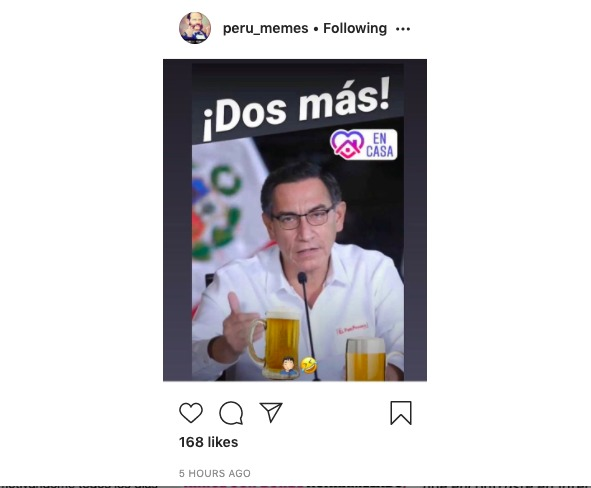 peru_memes • Following
¡Dos más!
EN
CASA
168 likes
5 HOURS AGO